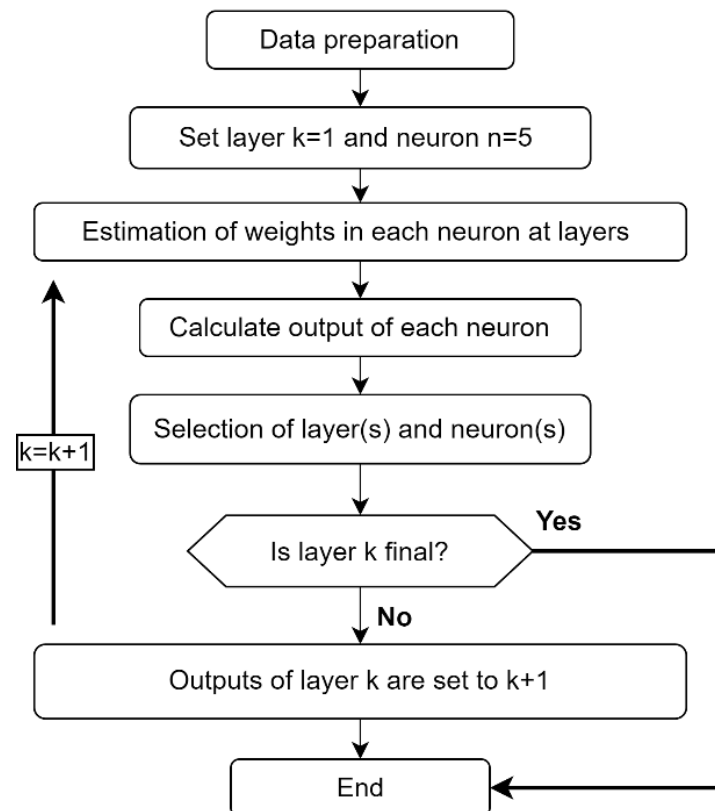 Data preparation
Set layer k=1 and neuron n=5
Estimation of weights in each neuron at layers
Calculate output of each neuron
k=k+1
Selection of layer(s) and neuron(s)
Yes
Is layer k final?
No
Outputs of layer k are set to k+1
End